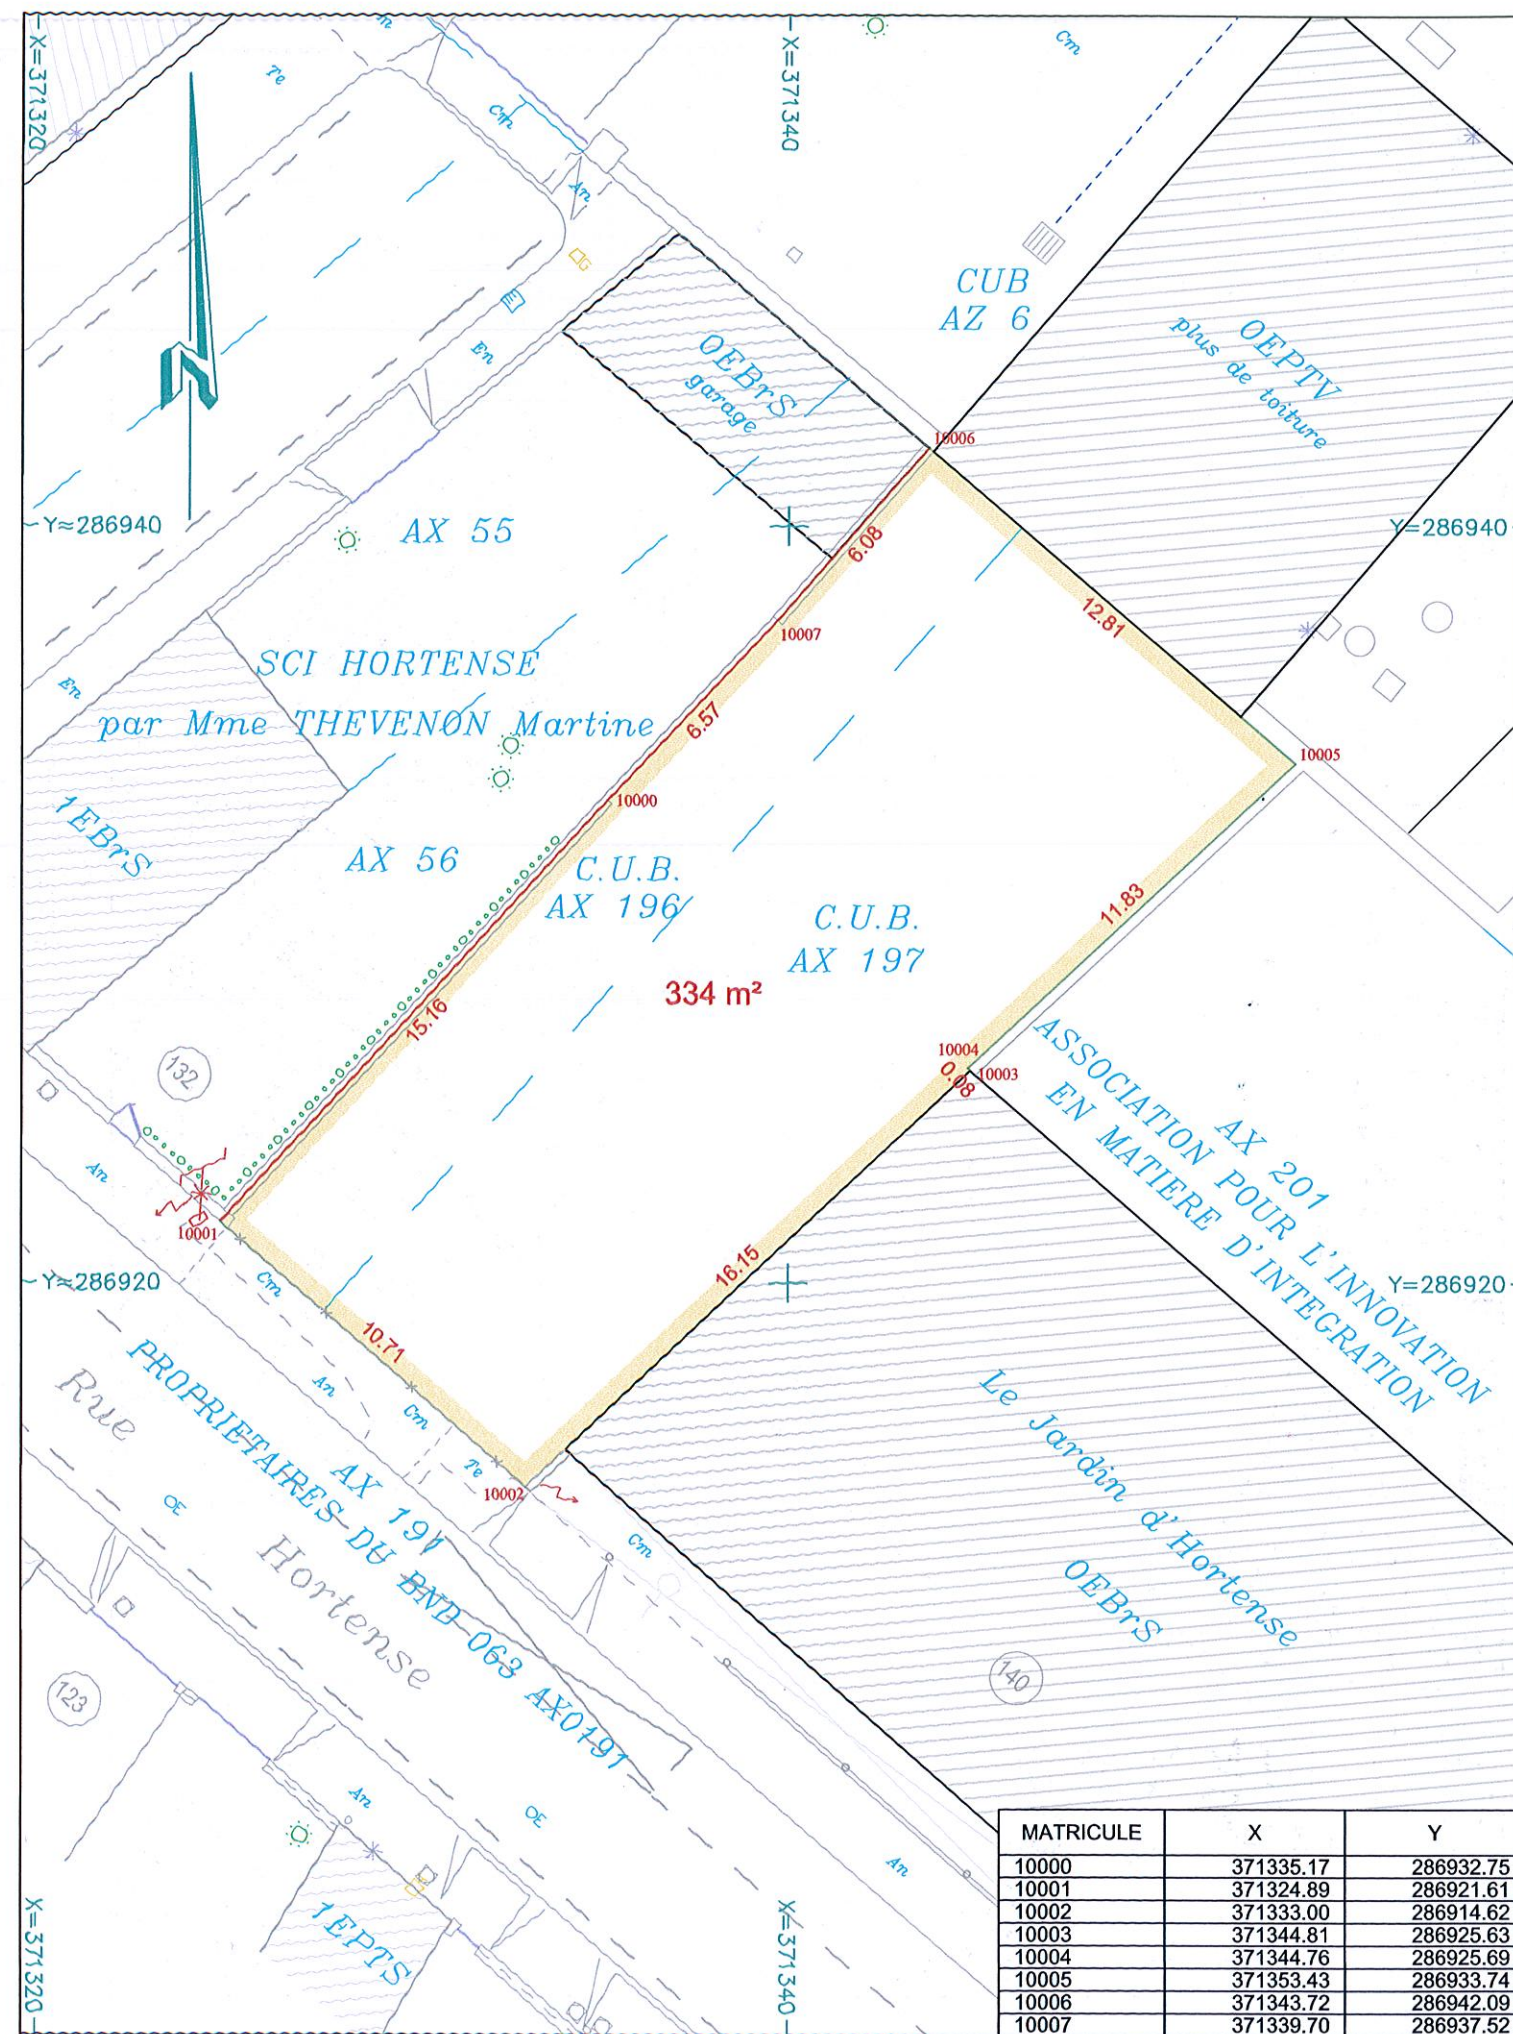 X=371320
X=371340
Te
Cm
Cm
An
G
En
CUB
AZ 6
0EPTV
plus de toiture
0EBrS
garage
N
10006
Y=286940
AX 55
Y=286940
6.08
12.81
10007
SCI HORTENSE
par Mme THEVENON Martine
En
6.57
10005
10000
1EBrS
AX 56
C.U.B.
AX 196
C.U.B.
AX 197
11.83
334 m²
15.16
132
10004
0.08
10003
AX 201
ASSOCIATION POUR L'INNOVATION
EN MATIERE D'INTEGRATION
An
10001
Cm
Y=286920
Y=286920
16.15
10.71
An
Cm
Te
10002
Cm
Rue
Hortense
AX 191
PROPRIETAIRES DU BND 063 AX0191
OE
OE
Le Jardin d'Hortense
0EBrS
140
123
An
An
1EPTS
X=371320
X=371340
MATRICULE X Y
10000 371335.17 286932.75
10001 371324.89 286921.61
10002 371333.00 286914.62
10003 371344.81 286925.63
10004 371344.76 286925.69
10005 371353.43 286933.74
10006 371343.72 286942.09
10007 371339.70 286937.52